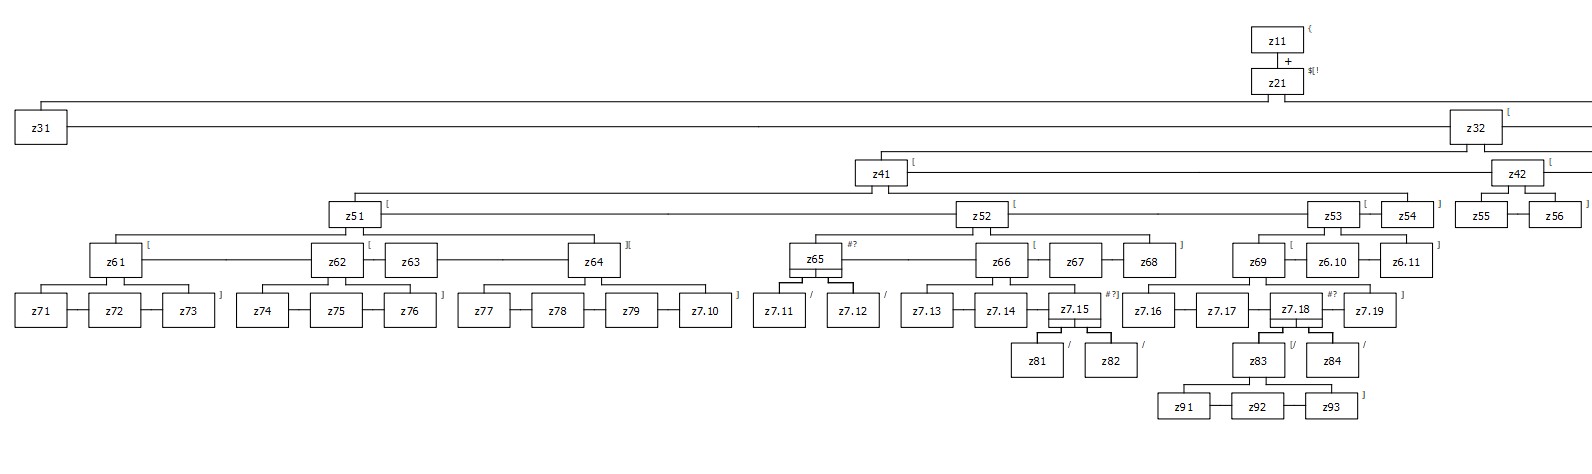 z11 {
+
z21 $[!
z31 z32 [
z41 [ z42 [
z51 [ z52 [ z53 [ z54 ] z55 z56 ]
z61 [ z62 [ z63 z64 ][ z65 #? z66 [ z67 z68 ] z69 [ z6.10 z6.11 ]
z71 z72 z73 ] z74 z75 z76 ] z77 z78 z79 z7.10 ] z7.11 / z7.12 / z7.13 z7.14 z7.15 #?] z7.16 z7.17 z7.18 #? z7.19 ]
z81 / z82 / z83 [/ z84 /
z91 z92 z93 ]